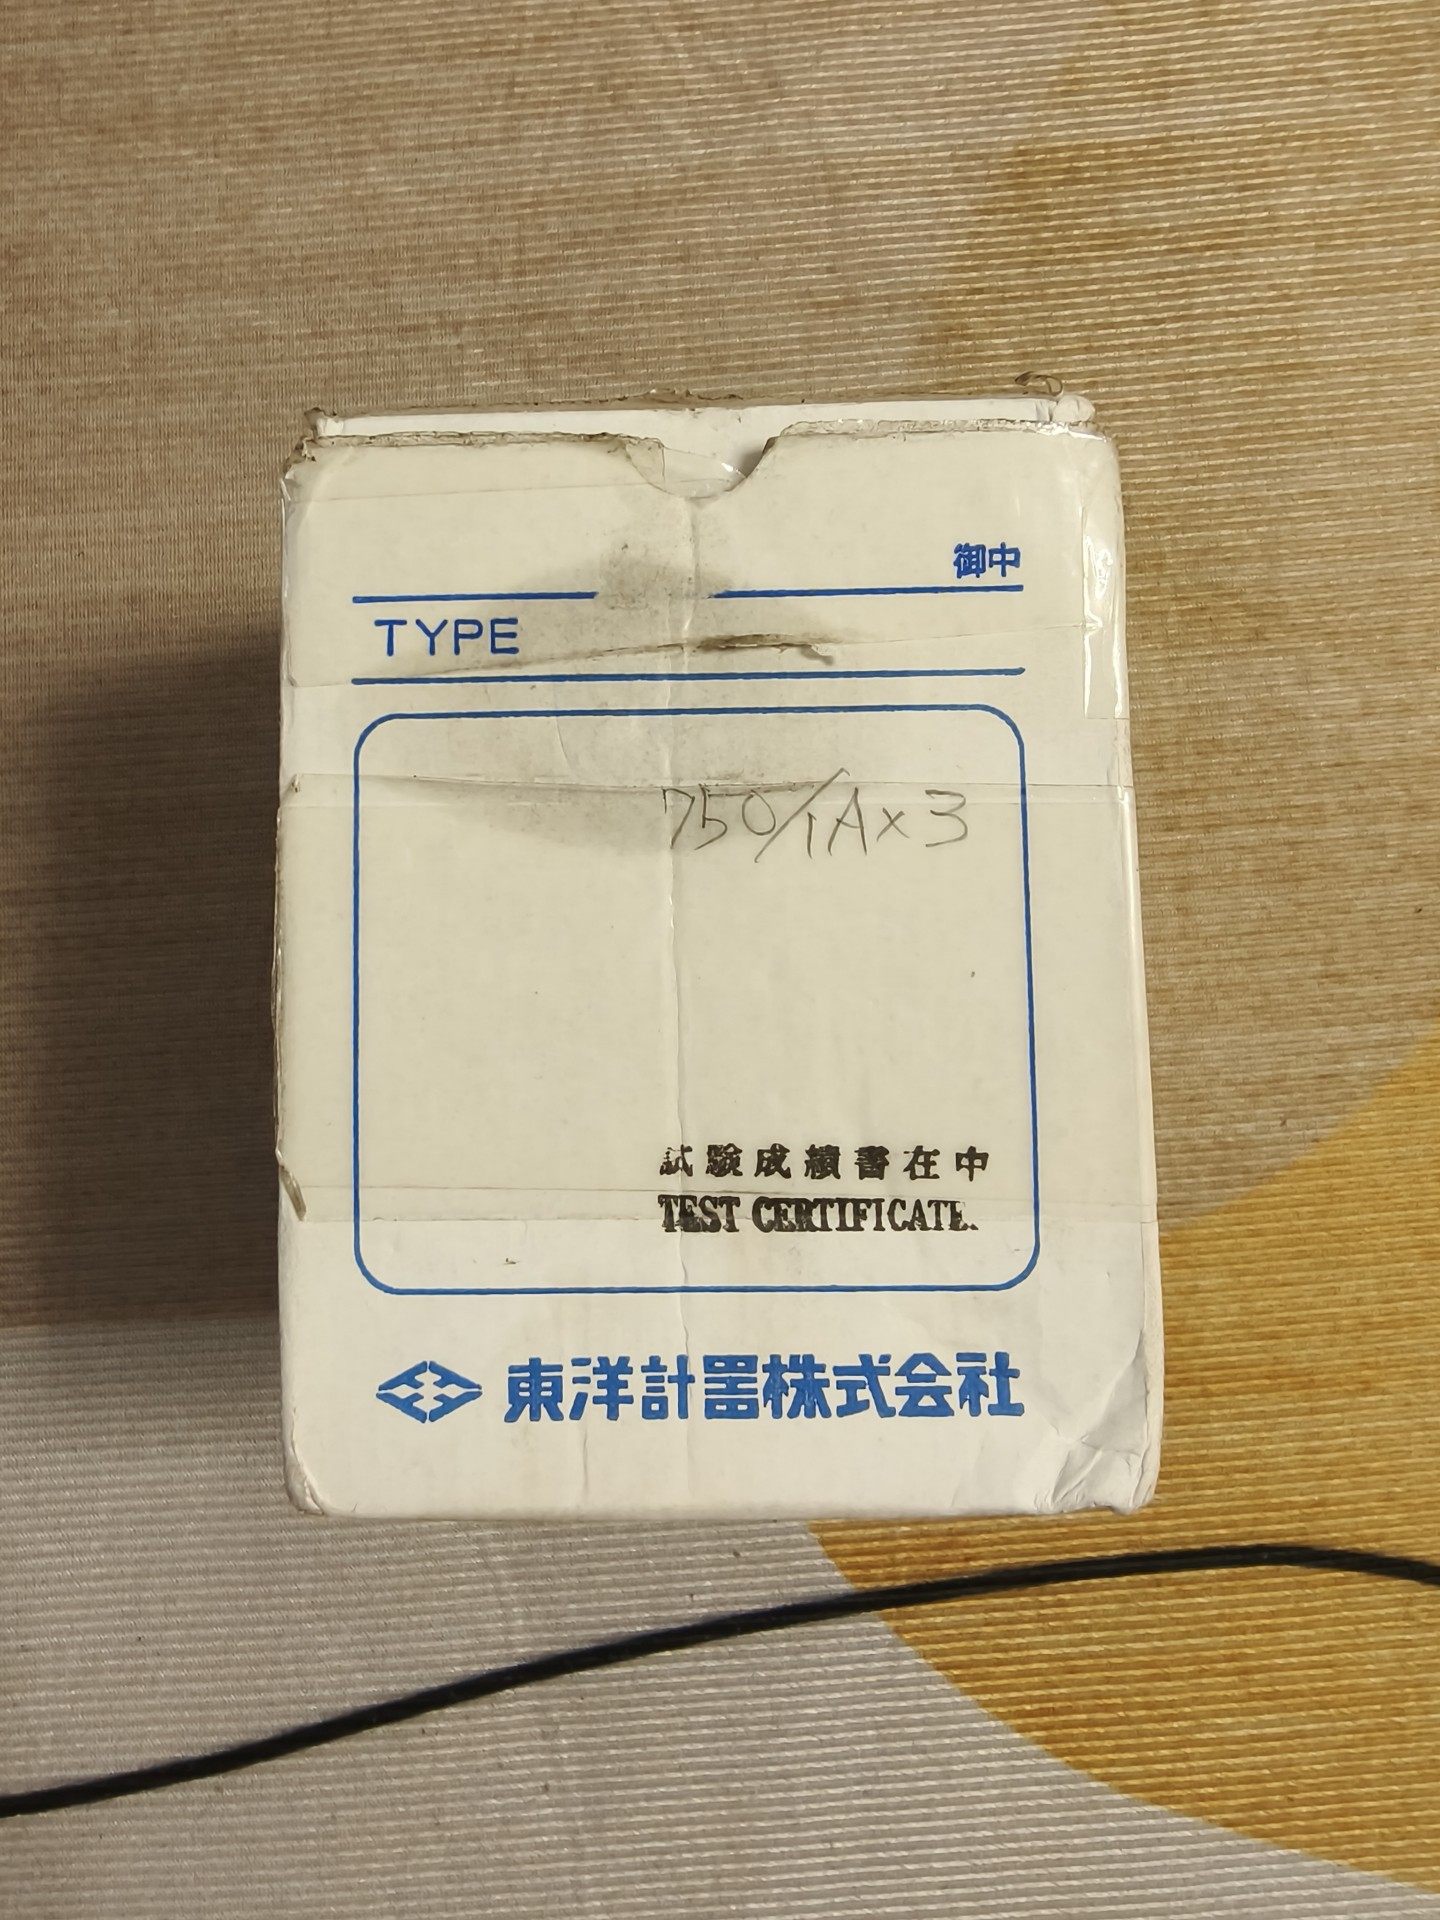 御中
TYPE
750/1A×3
試験成績書在中
TEST CERTIFICATE.
東洋計器株式会社